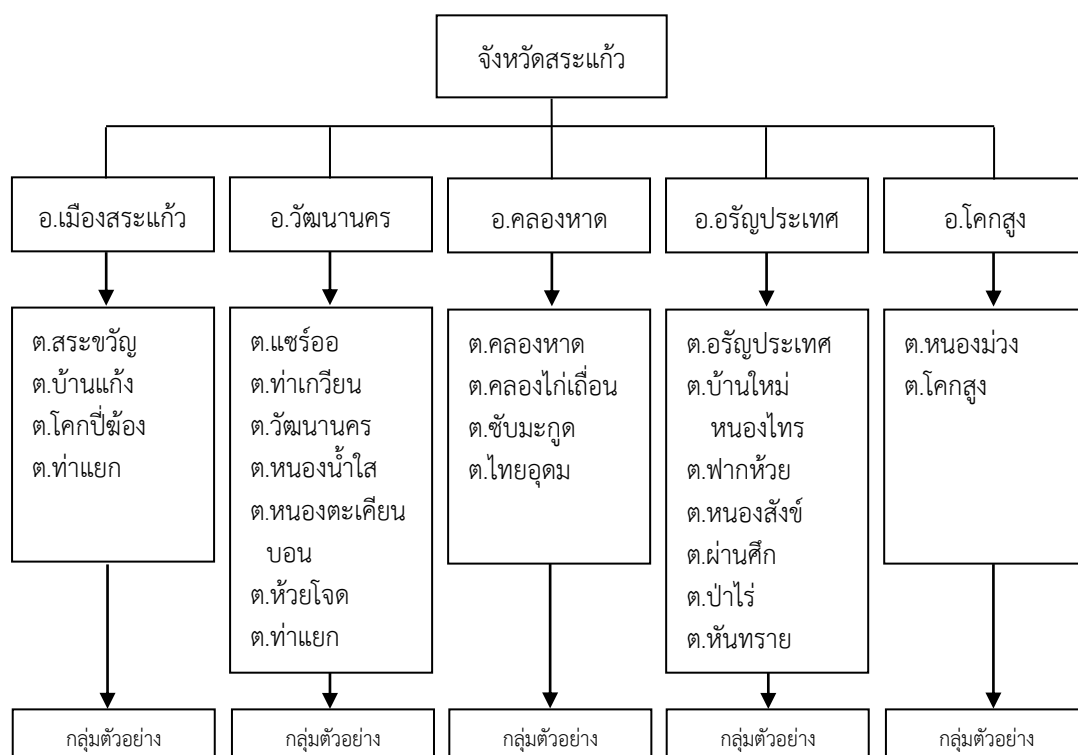 จังหวัดสระแก้ว
อ.เมืองสระแก้ว
อ.วัฒนานคร
อ.คลองหาด
อ.อรัญประเทศ
อ.โคกสูง
ต.สระขวัญ
ต.บ้านแก้ง
ต.โคกปี่ฆ้อง
ต.ท่าแยก
ต.แซร์ออ
ต.ท่าเกวียน
ต.วัฒนานคร
ต.หนองน้ำใส
ต.หนองตะเคียน
บอน
ต.ห้วยโจด
ต.ท่าแยก
ต.คลองหาด
ต.คลองไก่เถื่อน
ต.ซับมะกูด
ต.ไทยอุดม
ต.อรัญประเทศ
ต.บ้านใหม่
หนองไทร
ต.ฟากห้วย
ต.หนองสังข์
ต.ผ่านศึก
ต.ป่าไร่
ต.หันทราย
ต.หนองม่วง
ต.โคกสูง
กลุ่มตัวอย่าง
กลุ่มตัวอย่าง
กลุ่มตัวอย่าง
กลุ่มตัวอย่าง
กลุ่มตัวอย่าง